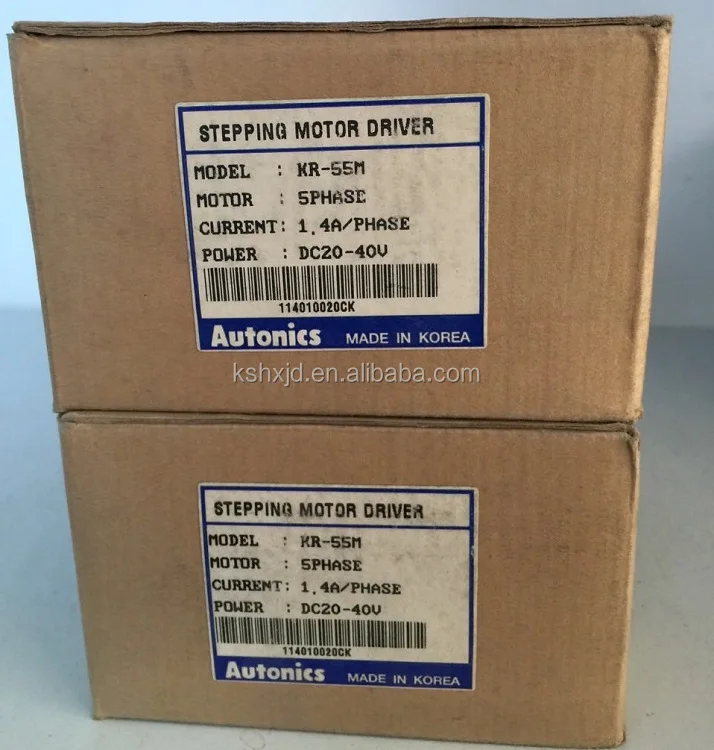 STEPPING MOTOR DRIVER
MODEL : KR-55M
MOTOR : 5PHASE
CURRENT: 1.4A/PHASE
POWER : DC20-40V
114010020CK
Autonics MADE IN KOREA
kshxjd.en.alibaba.com
STEPPING MOTOR DRIVER
MODEL : KR-55M
MOTOR : 5PHASE
CURRENT: 1.4A/PHASE
POWER : DC20-40V
114010020CK
Autonics MADE IN KOREA